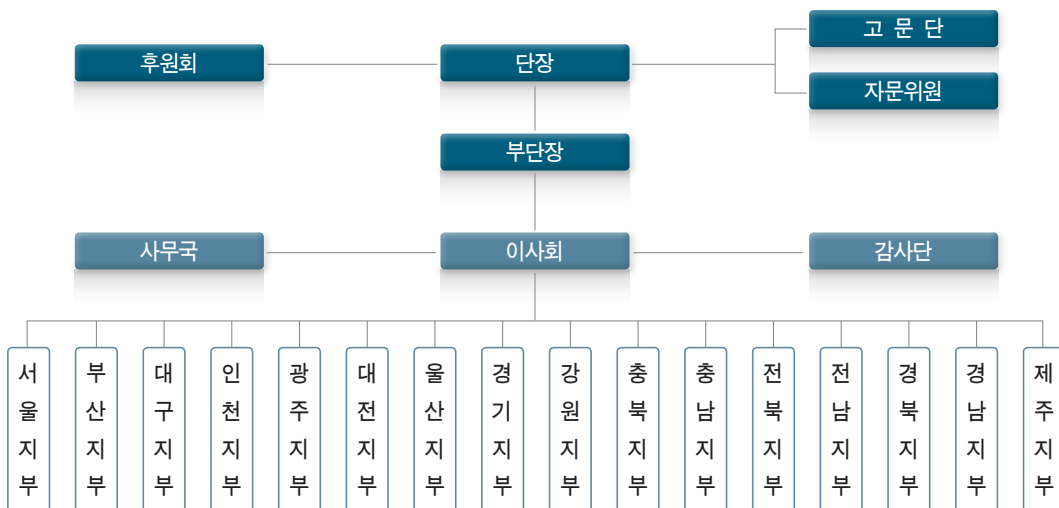 고 문 단
후원회
단장
자문위원
부단장
사무국
이사회
감사단
서울지부
부산지부
대구지부
인천지부
광주지부
대전지부
울산지부
경기지부
강원지부
충북지부
충남지부
전북지부
전남지부
경북지부
경남지부
제주지부